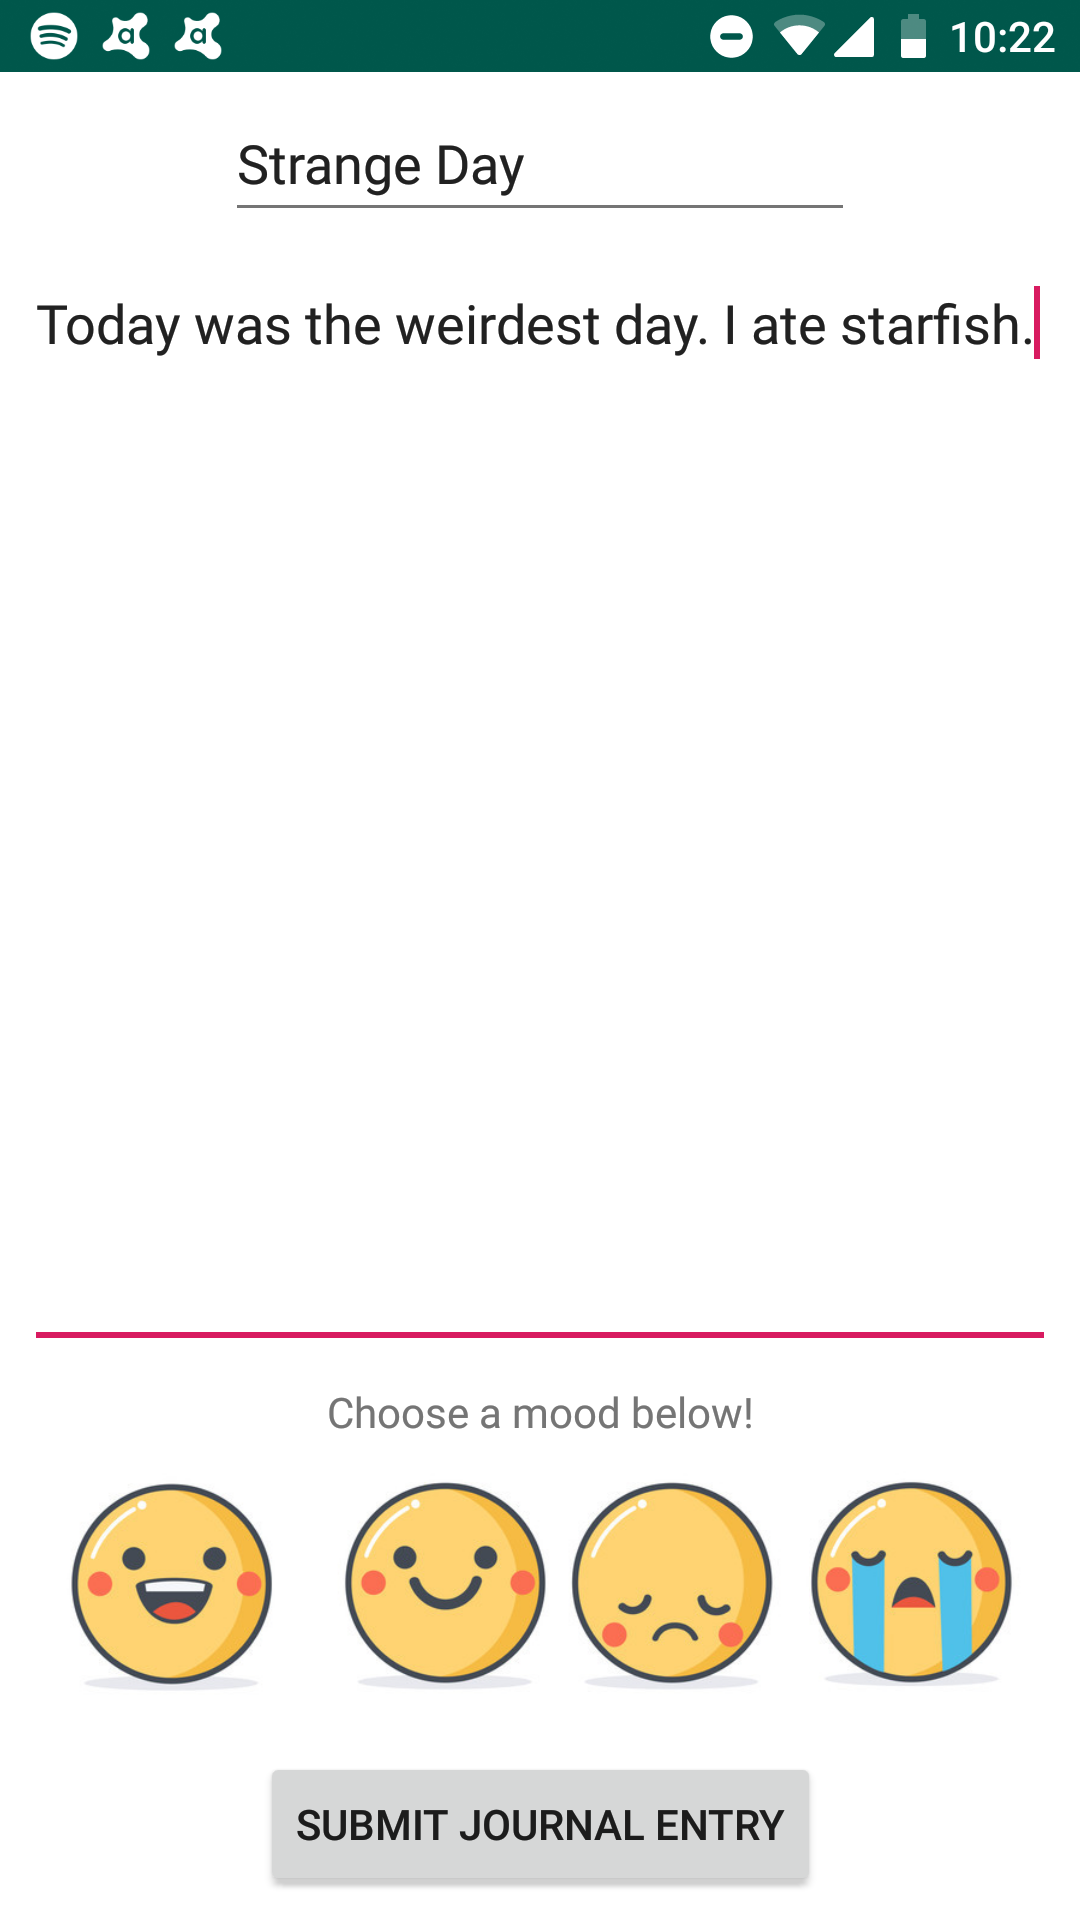 10:22
Strange Day
Today was the weirdest day. I ate starfish.
Choose a mood below!
SUBMIT JOURNAL ENTRY